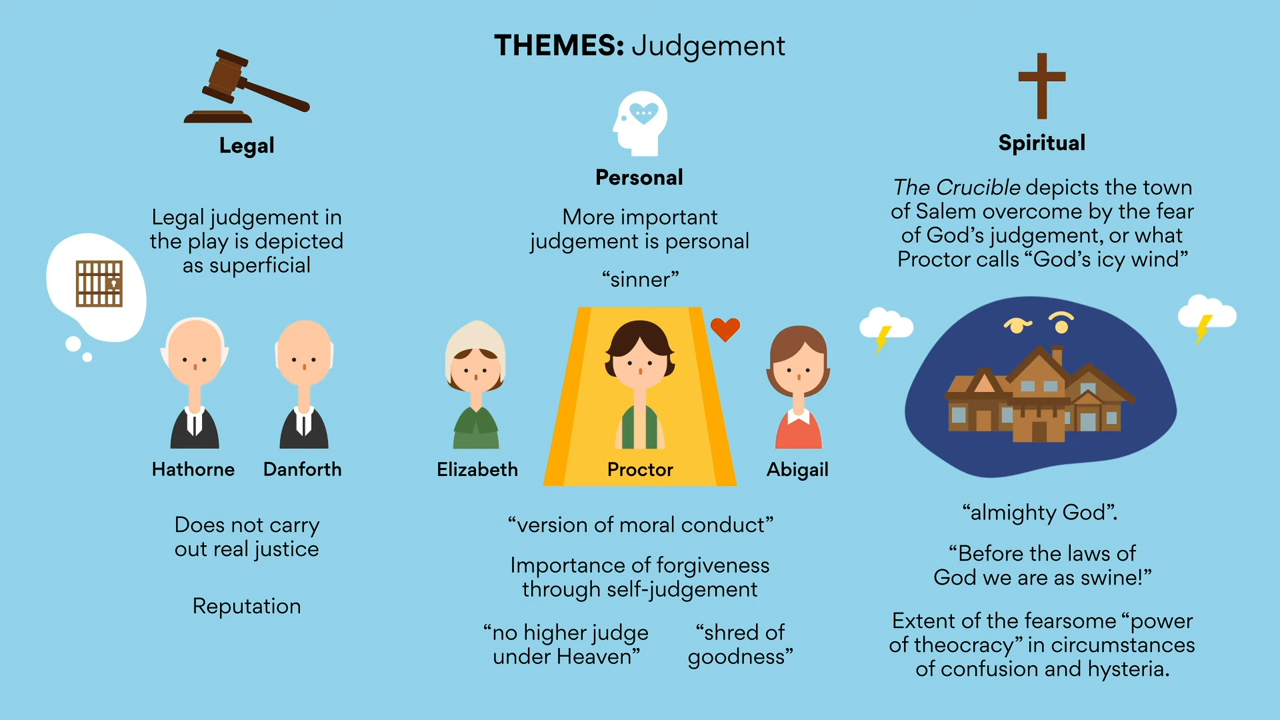 THEMES: Judgement
Legal
Legal judgement in
the play is depicted
as superficial
Hathorne
Danforth
Does not carry
out real justice
Reputation
Personal
More important
judgement is personal
“sinner”
Elizabeth
Proctor
Abigail
“version of moral conduct”
Importance of forgiveness
through self-judgement
“no higher judge
under Heaven”
“shred of
goodness”
Spiritual
The Crucible depicts the town
of Salem overcome by the fear
of God’s judgement, or what
Proctor calls “God’s icy wind”
“almighty God”.
“Before the laws of
God we are as swine!”
Extent of the fearsome “power
of theocracy” in circumstances
of confusion and hysteria.